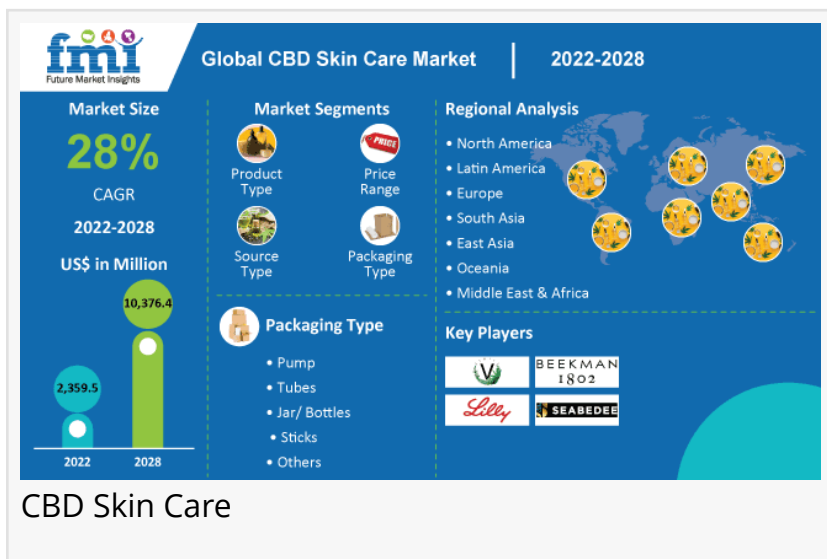 fmi
Future Market Insights
Global CBD Skin Care Market
2022-2028
Market Size
28%
CAGR
2022-2028
US$ in Million
10,376.4
2,359.5
2022
2028
Market Segments
Product
Type
PRICE
Price
Range
Source
Type
Packaging
Type
Packaging Type
• Pump
• Tubes
• Jar/ Bottles
• Sticks
• Others
Regional Analysis
• North America
• Latin America
• Europe
• South Asia
• East Asia
• Oceania
• Middle East & Africa
Key Players
V
BEEKMAN
1802
Lilly
SEABEDEE
CBD Skin Care